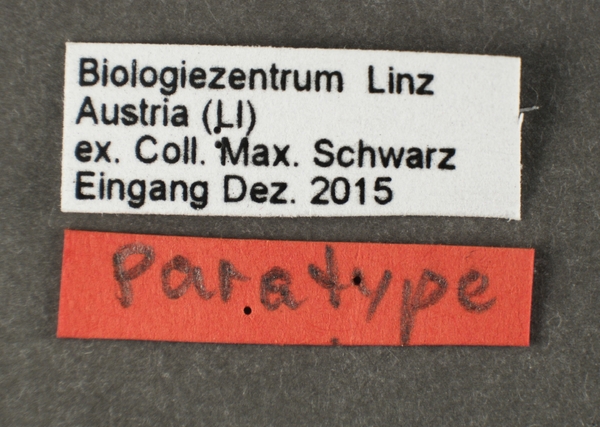 Biologiezentrum Linz
Austria (LI)
ex. Coll. Max. Schwarz
Eingang Dez. 2015
Paratype